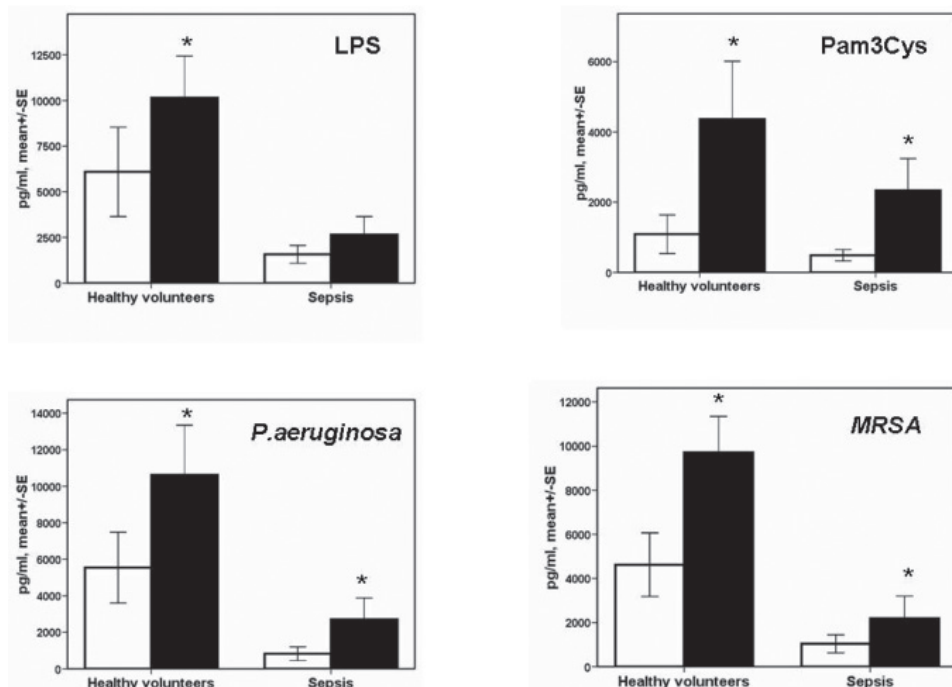 LPS
*
pg/ml, mean+/-SE
12500
10000
7500
5000
2500
0
Healthy volunteers Sepsis
Pam3Cys
*
*
pg/ml, mean+/-SE
6000
4000
2000
0
Healthy volunteers Sepsis
P.aeruginosa
*
*
pg/ml, mean+/-SE
14000
12000
10000
8000
6000
4000
2000
0
Healthy volunteers Sepsis
MRSA
*
*
pg/ml, mean+/-SE
12000
10000
8000
6000
4000
2000
0
Healthy volunteers Sepsis